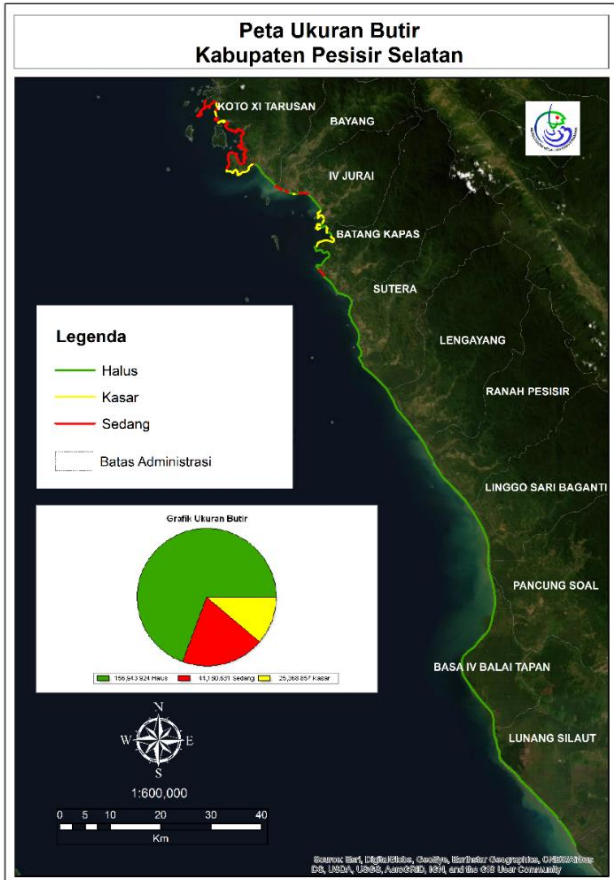 Peta Ukuran Butir
Kabupaten Pesisir Selatan
KOTO XI TARUSAN
BAYANG
IV JURAI
BATANG KAPAS
SUTERA
LENGAYANG
RANAH PESISIR
LINGGO SARI BAGANTI
PANCUNG SOAL
BASA IV BALAI TAPAN
LUNANG SILAUT
Legenda
Halus
Kasar
Sedang
Batas Administrasi
Grafik Ukuran Butir
Halus
Sedang
Kasar
N
W E
S
1:600,000
0 5 10 20 30 40
Km
Source: Esri, DigitalGlobe, GeoEye, Earthstar Geographics, CNES/Airbus
DS, USDA, USGS, AeroGRID, IGN, and the GIS User Community